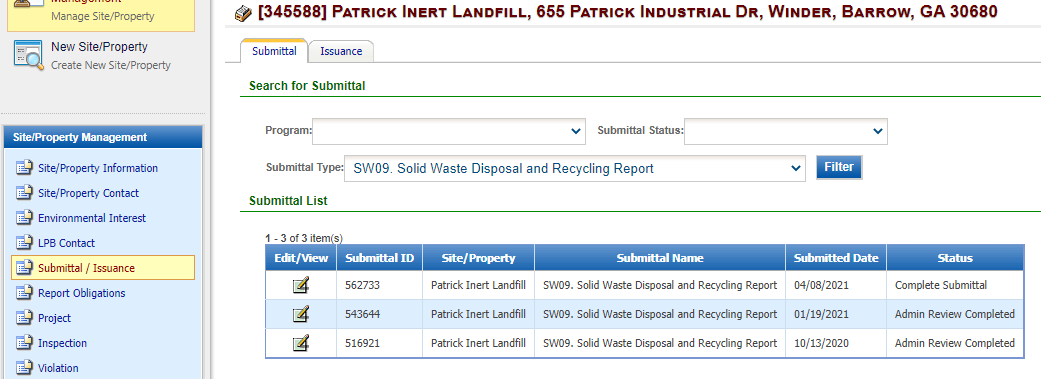 Management
Manage Site/Property
New Site/Property
Create New Site/Property
Site/Property Management
Site/Property Information
Site/Property Contact
Environmental Interest
LPB Contact
Submittal / Issuance
Report Obligations
Project
Inspection
Violation
[345588] Patrick Inert Landfill, 655 Patrick Industrial Dr, Winder, Barrow, GA 30680
Submittal Issuance
Search for Submittal
Program: Submittal Status:
Submittal Type: SW09. Solid Waste Disposal and Recycling Report Filter
Submittal List
1 - 3 of 3 item(s)
Edit/View Submittal ID Site/Property Submittal Name Submitted Date Status
562733 Patrick Inert Landfill SW09. Solid Waste Disposal and Recycling Report 04/08/2021 Complete Submittal
543644 Patrick Inert Landfill SW09. Solid Waste Disposal and Recycling Report 01/19/2021 Admin Review Completed
516921 Patrick Inert Landfill SW09. Solid Waste Disposal and Recycling Report 10/13/2020 Admin Review Completed